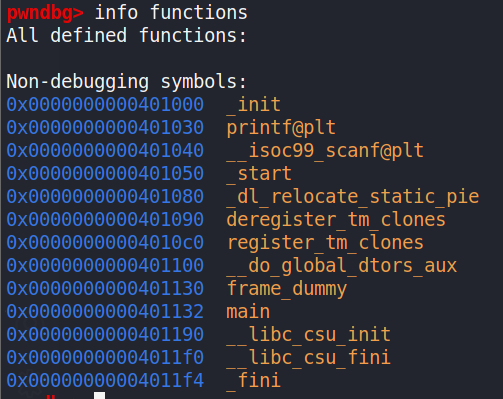 pwndbg> info functions
All defined functions:
Non-debugging symbols:
0x0000000000401000 _init
0x0000000000401030 printf@plt
0x0000000000401040 __isoc99_scanf@plt
0x0000000000401050 _start
0x0000000000401080 _dl_relocate_static_pie
0x0000000000401090 deregister_tm_clones
0x00000000004010c0 register_tm_clones
0x0000000000401100 __do_global_dtors_aux
0x0000000000401130 frame_dummy
0x0000000000401132 main
0x0000000000401190 __libc_csu_init
0x00000000004011f0 __libc_csu_fini
0x00000000004011f4 _fini